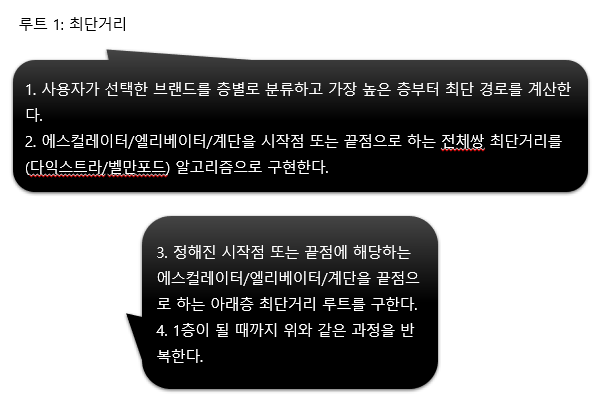 루트 1: 최단거리
1. 사용자가 선택한 브랜드를 층별로 분류하고 가장 높은 층부터 최단 경로를 계산한
다.
2. 에스컬레이터/엘리베이터/계단을 시작점 또는 끝점으로 하는 전체쌍 최단거리를
(다익스트라/벨만포드) 알고리즘으로 구현한다.
3. 정해진 시작점 또는 끝점에 해당하는
에스컬레이터/엘리베이터/계단을 끝점으
로 하는 아래층 최단거리 루트를 구한다.
4. 1층이 될 때까지 위와 같은 과정을 반
복한다.